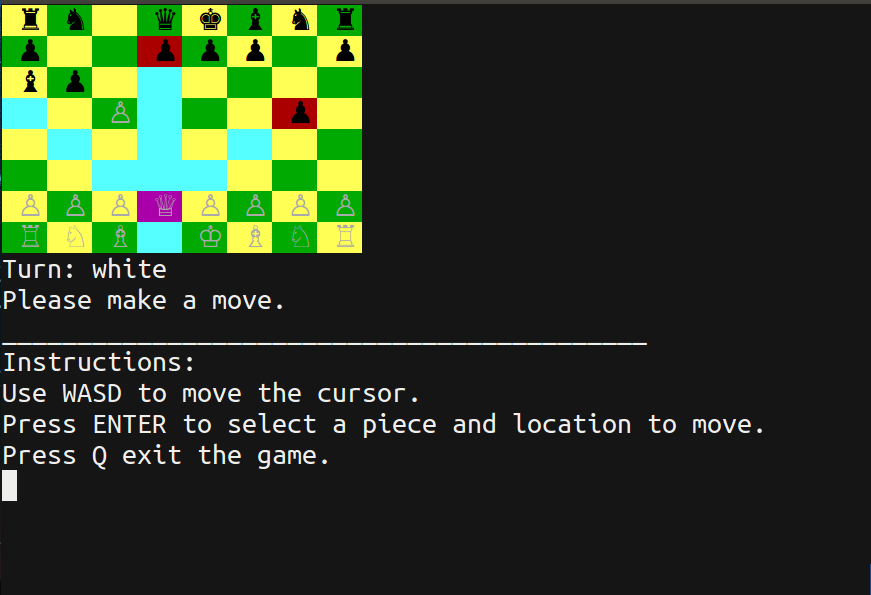 Turn: white
Please make a move.
___________________________________________
Instructions:
Use WASD to move the cursor.
Press ENTER to select a piece and location to move.
Press Q exit the game.